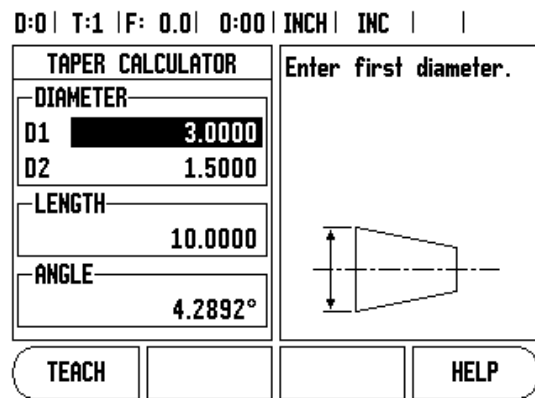 D:0 | T:1 | F: 0.0 | 0:00 | INCH | INC | |
TAPER CALCULATOR
DIAMETER
D1 3.0000
D2 1.5000
LENGTH
10.0000
ANGLE
4.2892°
Enter first diameter.
TEACH
HELP